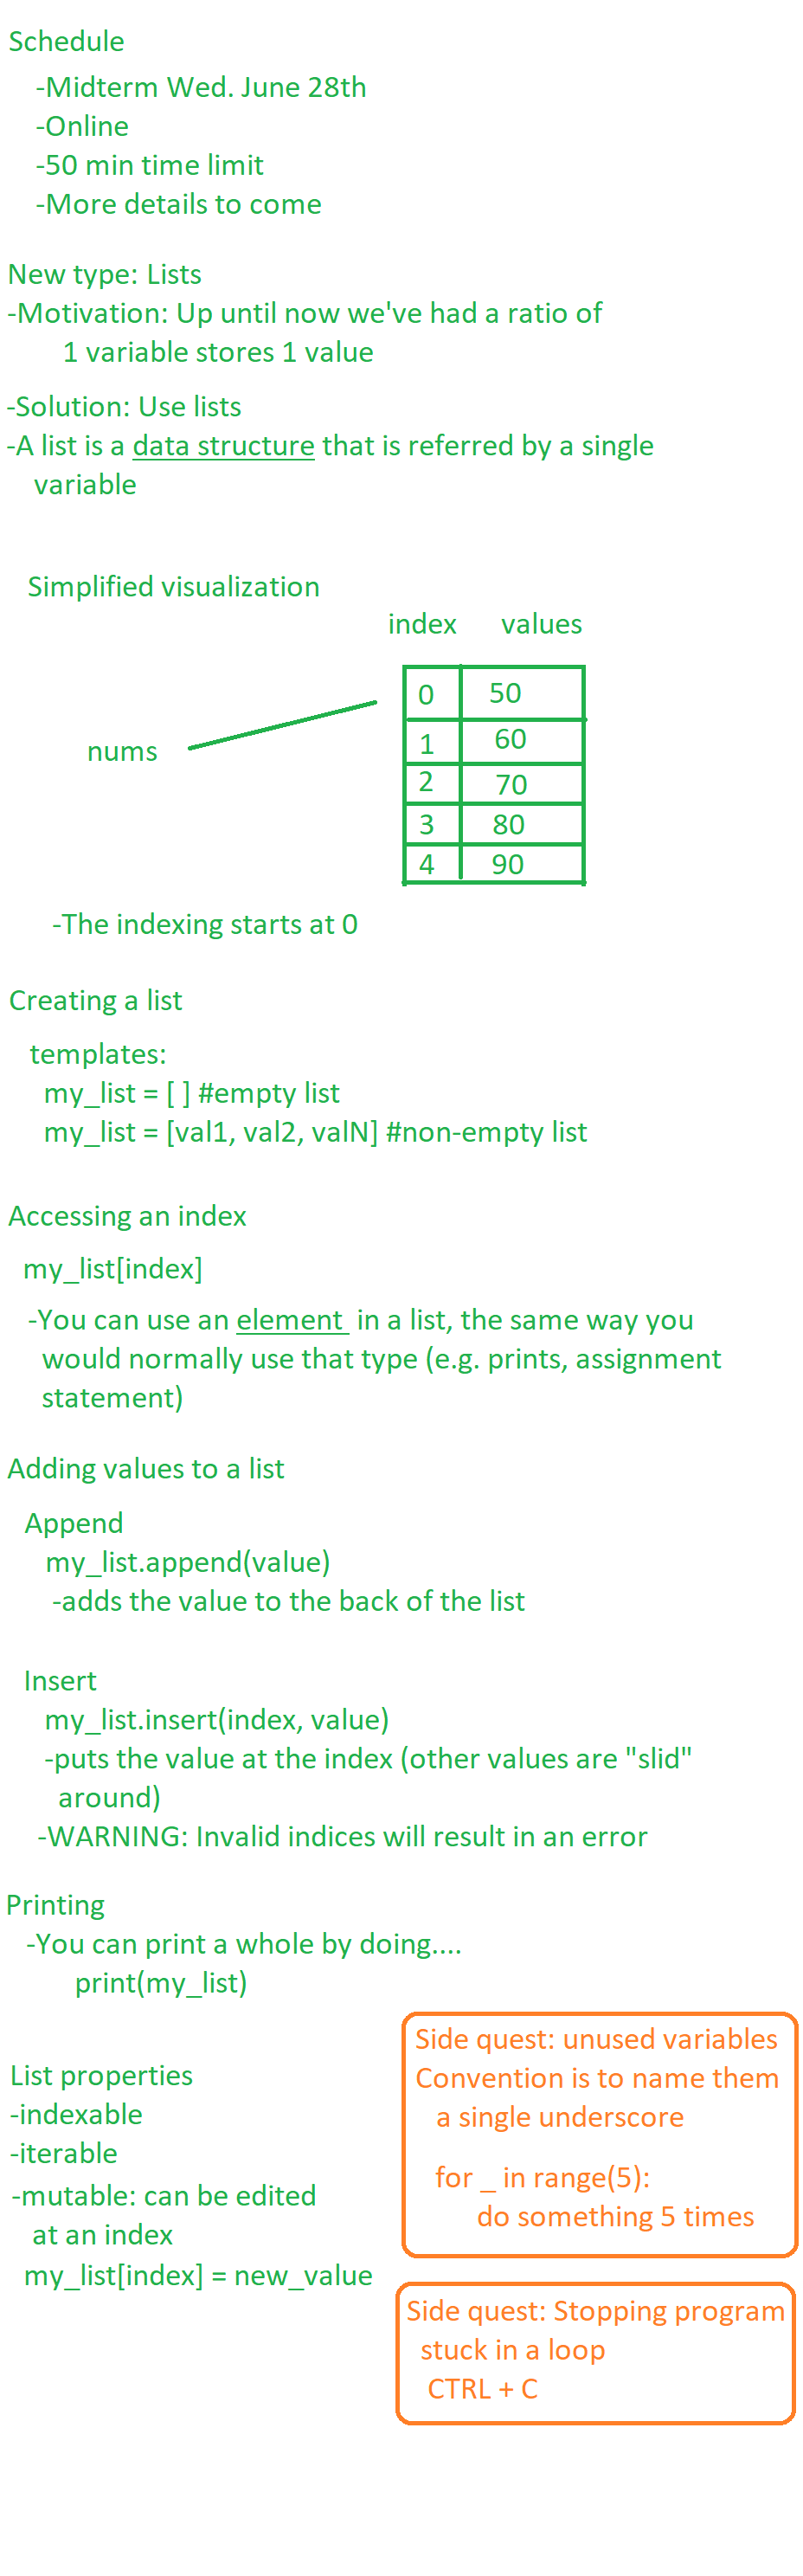 Schedule
-Midterm Wed. June 28th
-Online
-50 min time limit
-More details to come
New type: Lists
-Motivation: Up until now we've had a ratio of
1 variable stores 1 value
-Solution: Use lists
-A list is a data structure that is referred by a single
variable
Simplified visualization
index values
0 50
nums
1 60
2 70
3 80
4 90
-The indexing starts at 0
Creating a list
templates:
my_list = [ ] #empty list
my_list = [val1, val2, valN] #non-empty list
Accessing an index
my_list[index]
-You can use an element in a list, the same way you
would normally use that type (e.g. prints, assignment
statement)
Adding values to a list
Append
my_list.append(value)
-adds the value to the back of the list
Insert
my_list.insert(index, value)
-puts the value at the index (other values are "slid"
around)
-WARNING: Invalid indices will result in an error
Printing
-You can print a whole by doing....
print(my_list)
List properties
-indexable
-iterable
-mutable: can be edited
at an index
my_list[index] = new_value
Side quest: unused variables
Convention is to name them
a single underscore
for _ in range(5):
do something 5 times
Side quest: Stopping program
stuck in a loop
CTRL + C